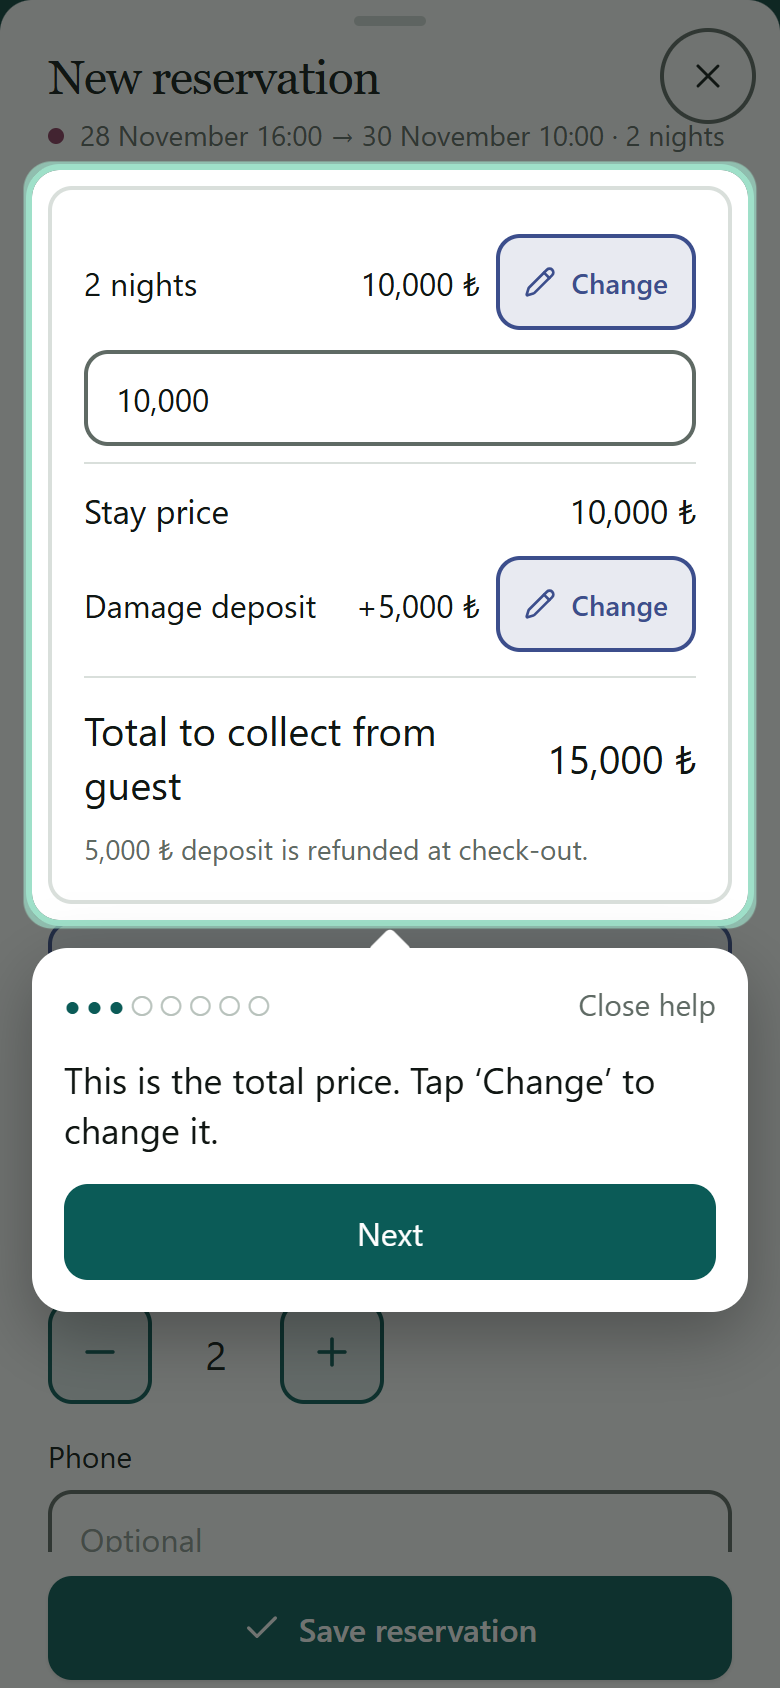 New reservation
28 November 16:00 → 30 November 10:00 · 2 nights
2 nights 10,000 ₺ Change
10,000
Stay price 10,000 ₺
Damage deposit +5,000 ₺ Change
Total to collect from guest 15,000 ₺
5,000 ₺ deposit is refunded at check-out.
Close help
This is the total price. Tap ‘Change’ to
change it.
Next
2
Phone
Optional
Save reservation